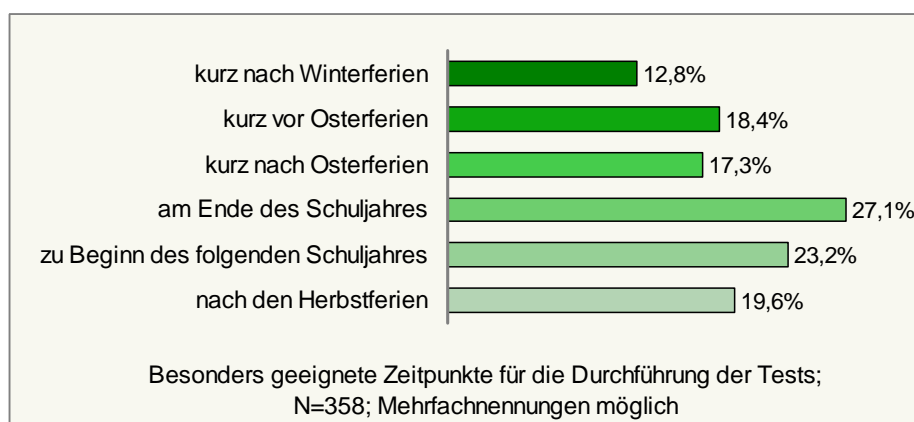 kurz nach Winterferien 12,8%
kurz vor Osterferien 18,4%
kurz nach Osterferien 17,3%
am Ende des Schuljahres 27,1%
zu Beginn des folgenden Schuljahres 23,2%
nach den Herbstferien 19,6%
Besonders geeignete Zeitpunkte für die Durchführung der Tests;
N=358; Mehrfachnennungen möglich